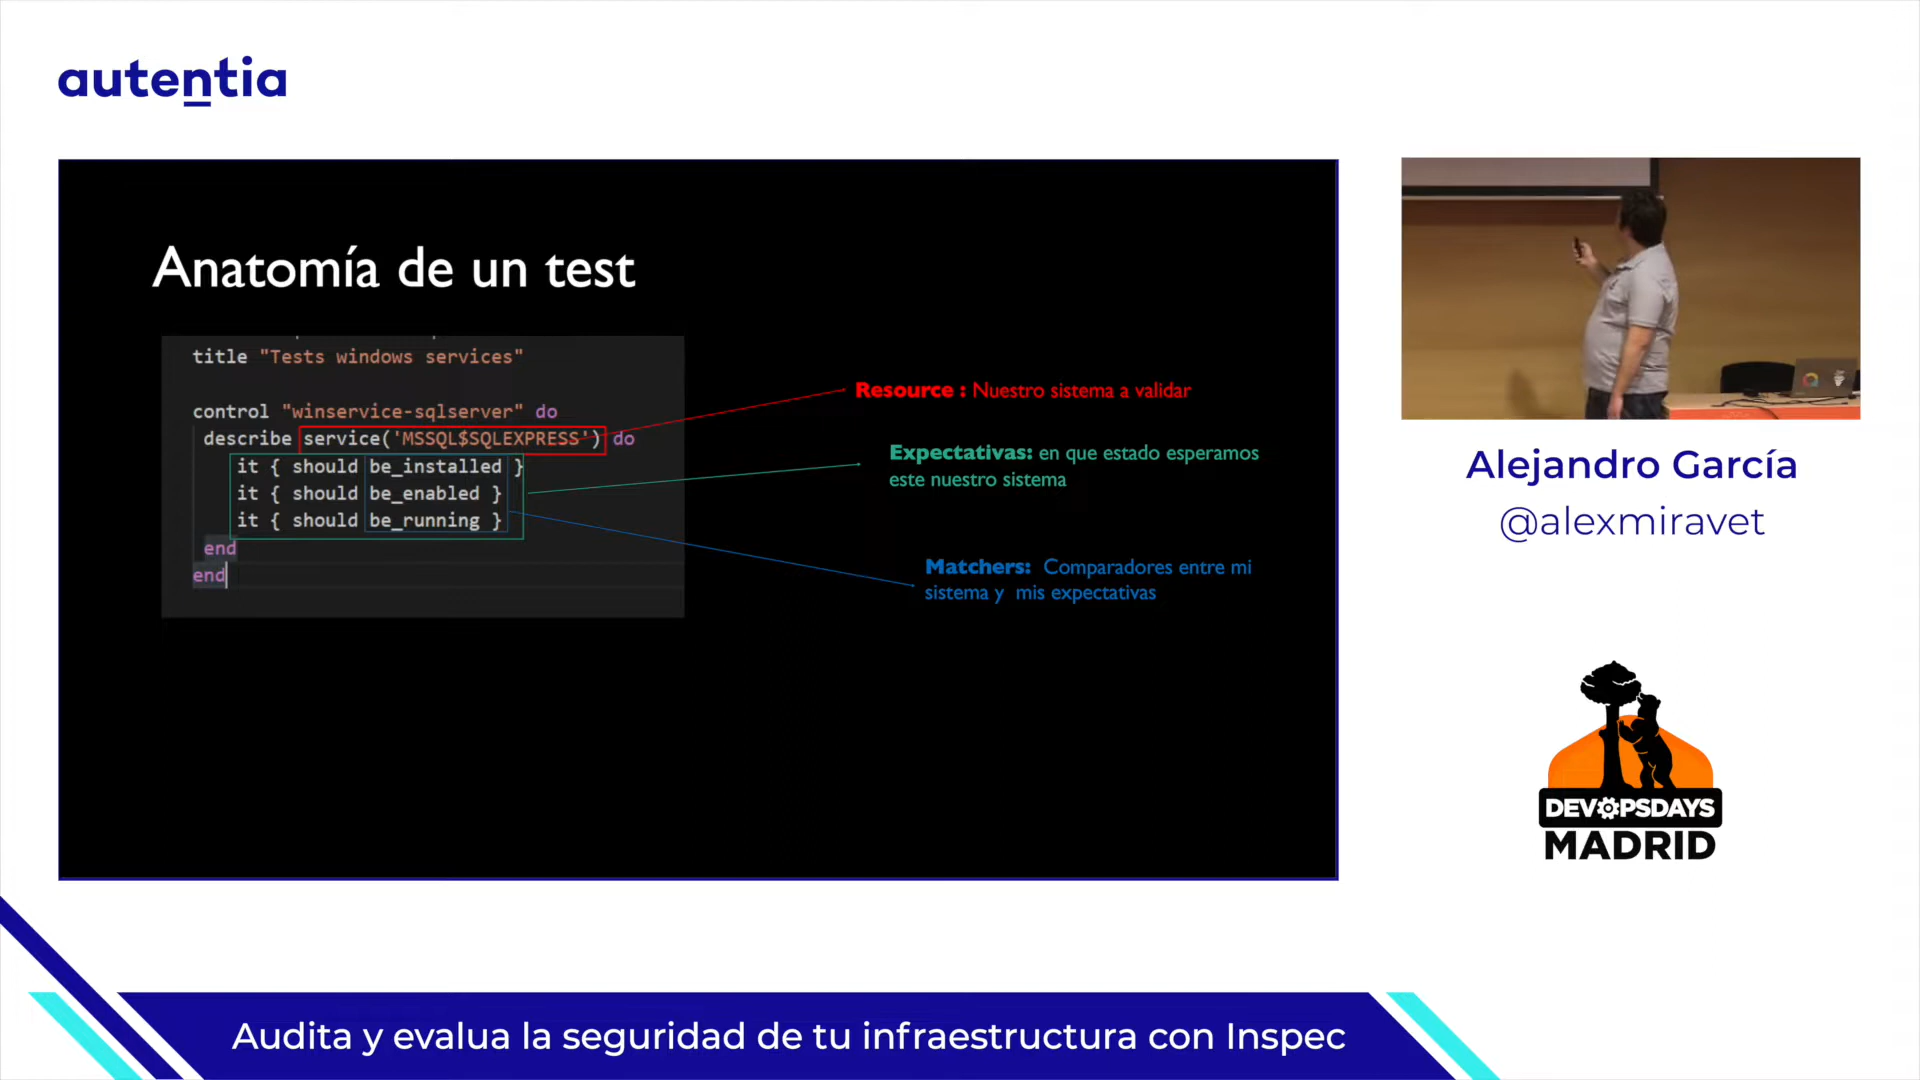 autentia
Anatomía de un test
title "Tests windows services"
control "winservice-sqlserver" do
describe service('MSSQL$SQLEXPRESS') do
it { should be_installed }
it { should be_enabled }
it { should be_running }
end
end
Resource : Nuestro sistema a validar
Expectativas: en que estado esperamos
este nuestro sistema
Matchers: Comparadores entre mi
sistema y mis expectativas
Alejandro García
@alexmiravet
DEVOPSDAYS
MADRID
Audita y evalua la seguridad de tu infraestructura con Inspec